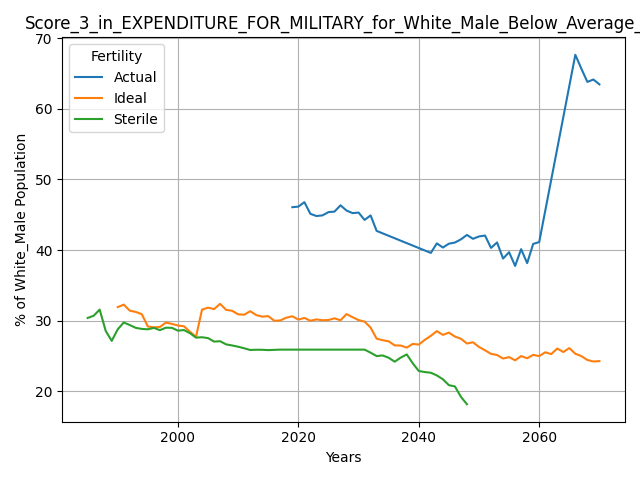 Score_3_in_EXPENDITURE_FOR_MILITARY_for_White_Male_Below_Average_
Fertility
Actual
Ideal
Sterile
% of White_Male Population
70
60
50
40
30
20
2000
2020
2040
2060
Years